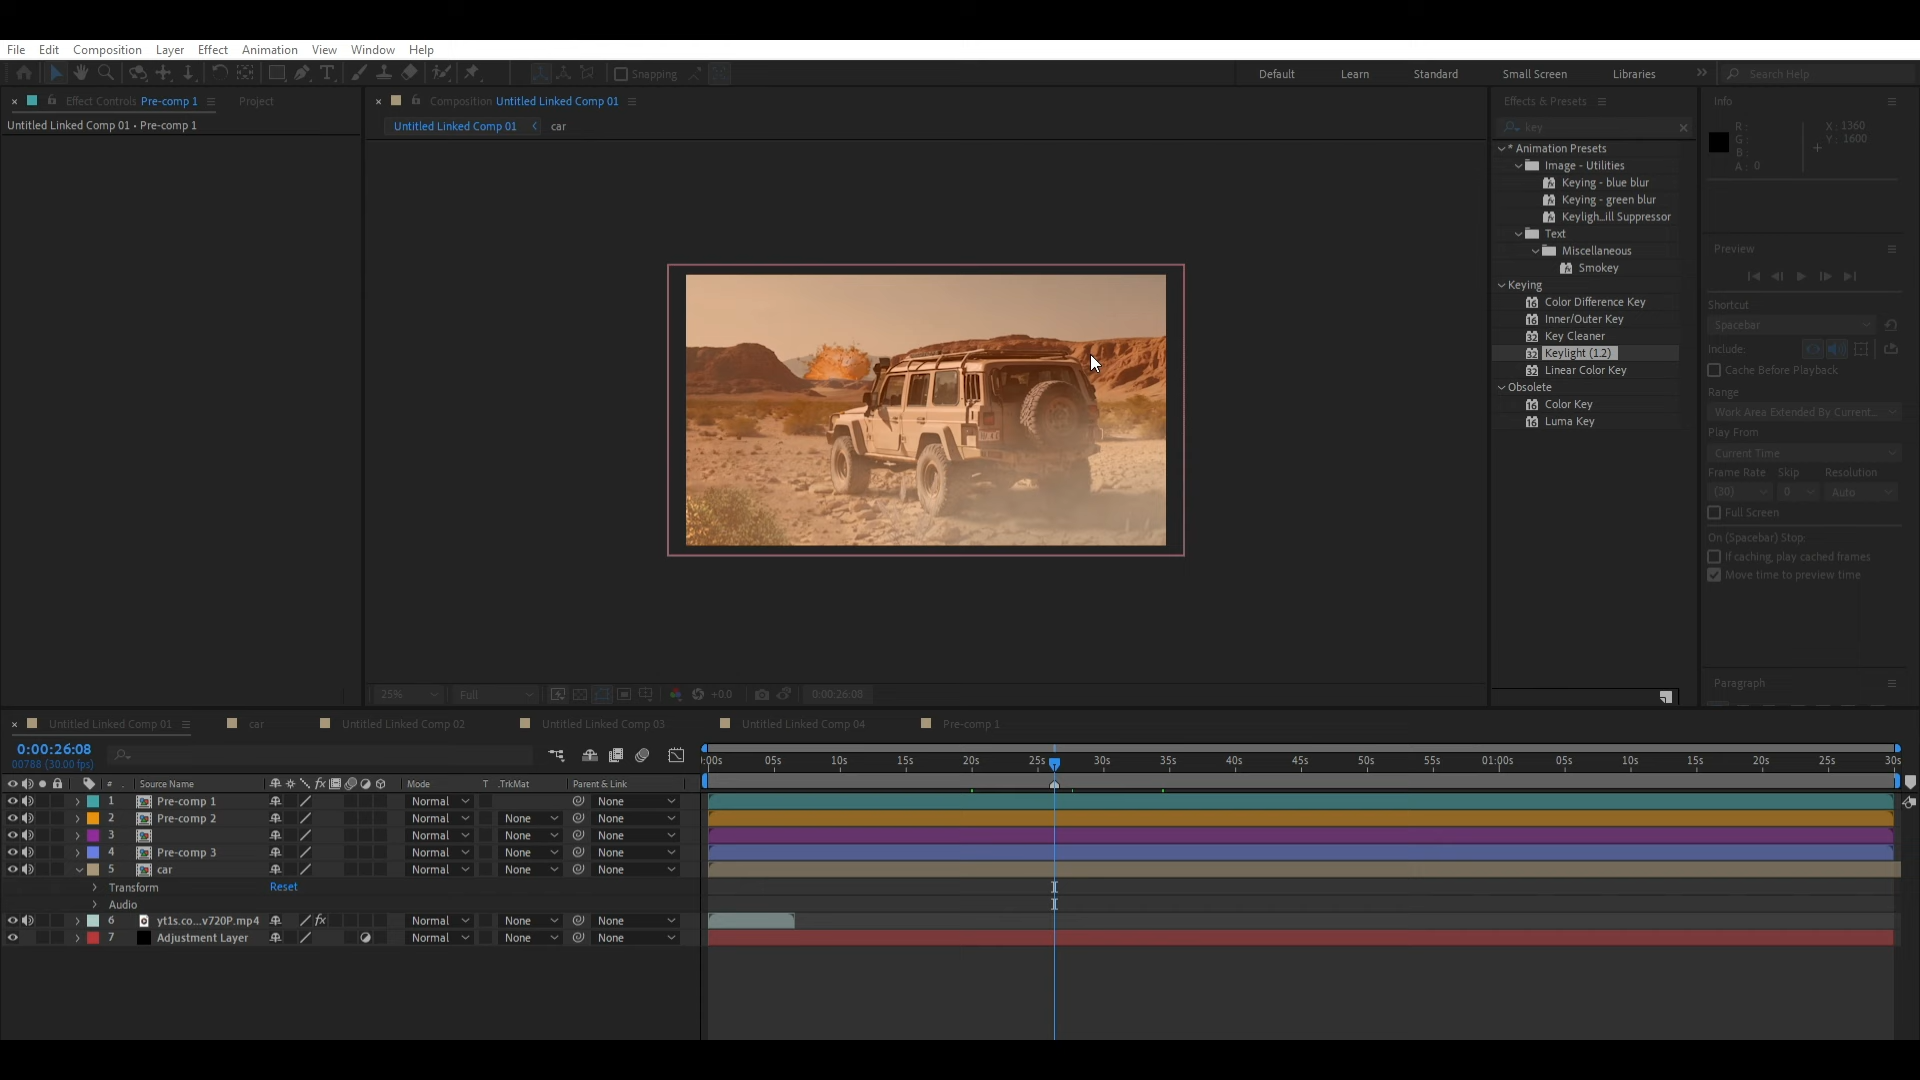 File Edit Composition Layer Effect Animation View Window Help
Snapping Default Learn Standard Small Screen Libraries Search Help
Effect Controls Pre-comp 1 Project
Untitled Linked Comp 01 • Pre-comp 1
Composition Untitled Linked Comp 01
Untitled Linked Comp 01 car
Effects & Presets
key
* Animation Presets
Image - Utilities
Keying - blue blur
Keying - green blur
Keyligh...ill Suppressor
Text
Miscellaneous
Smokey
Keying
Color Difference Key
Inner/Outer Key
Key Cleaner
Keylight (1.2)
Linear Color Key
Obsolete
Color Key
Luma Key
Info
R: X: 1360
G: Y: 1600
B:
A: 0
Preview
Shortcut
Spacebar
Include:
Cache Before Playback
Range
Work Area Extended By Current...
Play From
Current Time
Frame Rate Skip Resolution
(30) 0 Auto
Full Screen
On (Spacebar) Stop:
If caching, play cached frames
Move time to preview time
Paragraph
25% Full +0.0 0:00:26:08
Untitled Linked Comp 01 car Untitled Linked Comp 02 Untitled Linked Comp 03 Untitled Linked Comp 04 Pre-comp 1
0:00:26:08
00788 (30.00 fps)
:00s 05s 10s 15s 20s 25s 30s 35s 40s 45s 50s 55s 01:00s 05s 10s 15s 20s 25s 30s
# Source Name fx Mode T .TrkMat Parent & Link
1 Pre-comp 1 Normal None
2 Pre-comp 2 Normal None None
3 Normal None None
4 Pre-comp 3 Normal None None
5 car Normal None None
Transform Reset
Audio
6 yt1s.co...v720P.mp4 fx Normal None None
7 Adjustment Layer Normal None None